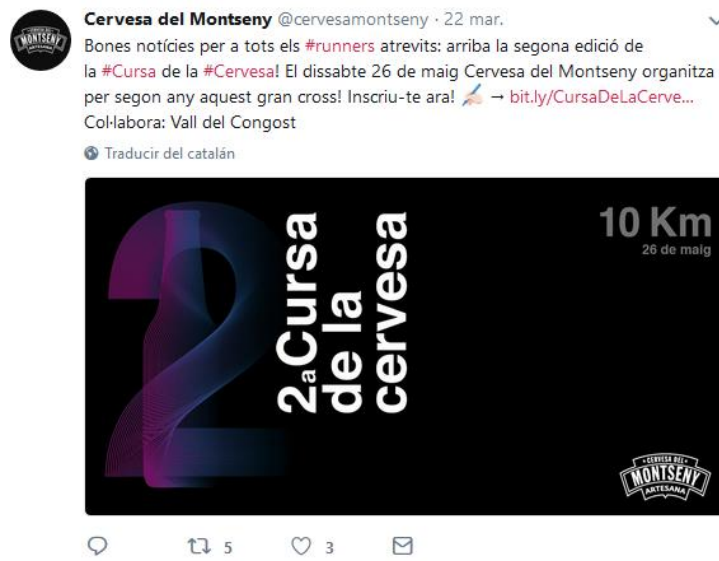 Cervesa del Montseny @cervesamontseny · 22 mar.
Bones notícies per a tots els #runners atrevits: arriba la segona edició de
la #Cursa de la #Cervesa! El dissabte 26 de maig Cervesa del Montseny organitza
per segon any aquest gran cross! Inscriu-te ara! ✍🏻 → bit.ly/CursaDeLaCerve...
Col·labora: Vall del Congost
Traducir del catalán
2
2a Cursa
de la
cervesa
10 Km
26 de maig
CERVESA DEL
MONTSENY
ARTESANA
5
3